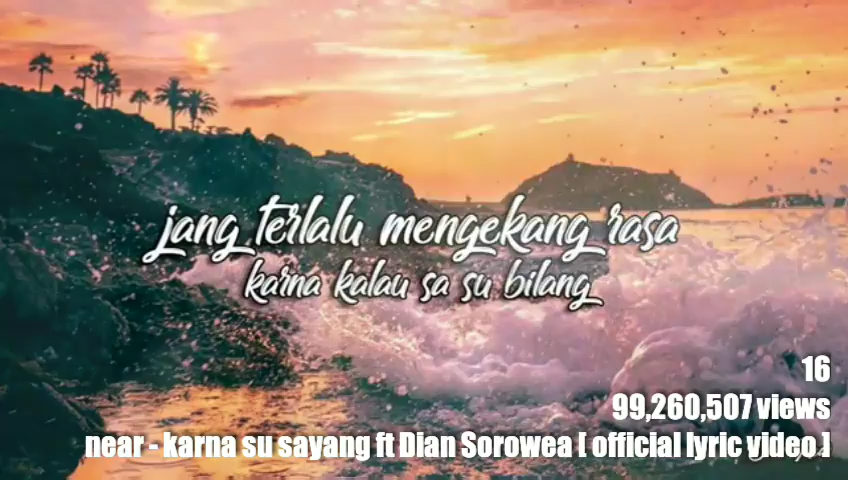 jang terlalu mengekang rasa
karna kalau sa su bilang
16
99,260,507 views
near - karna su sayang ft Dian Sorowea [ official lyric video ]